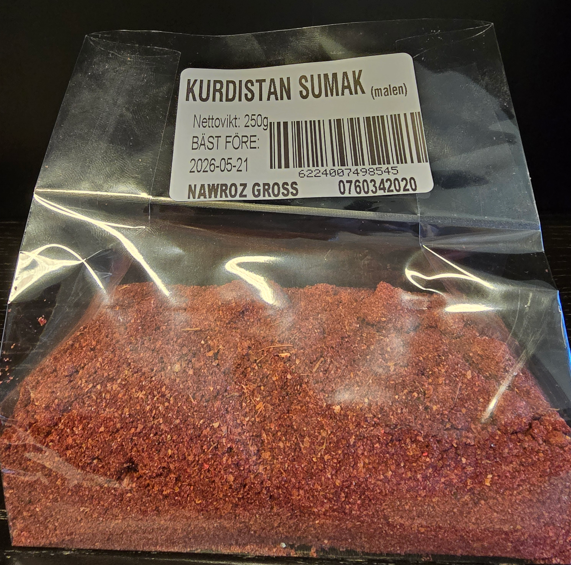 KURDISTAN SUMAK (malen)
Nettovikt: 250g
BÄST FÖRE:
2026-05-21
6224007498545
NAWROZ GROSS 0760342020